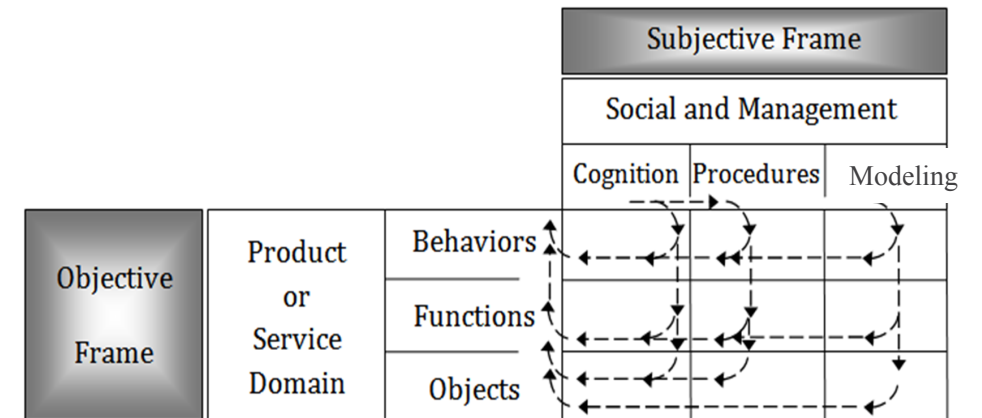 Subjective Frame
Social and Management
Cognition Procedures Modeling
Objective
Frame
Product
or
Service
Domain
Behaviors
Functions
Objects